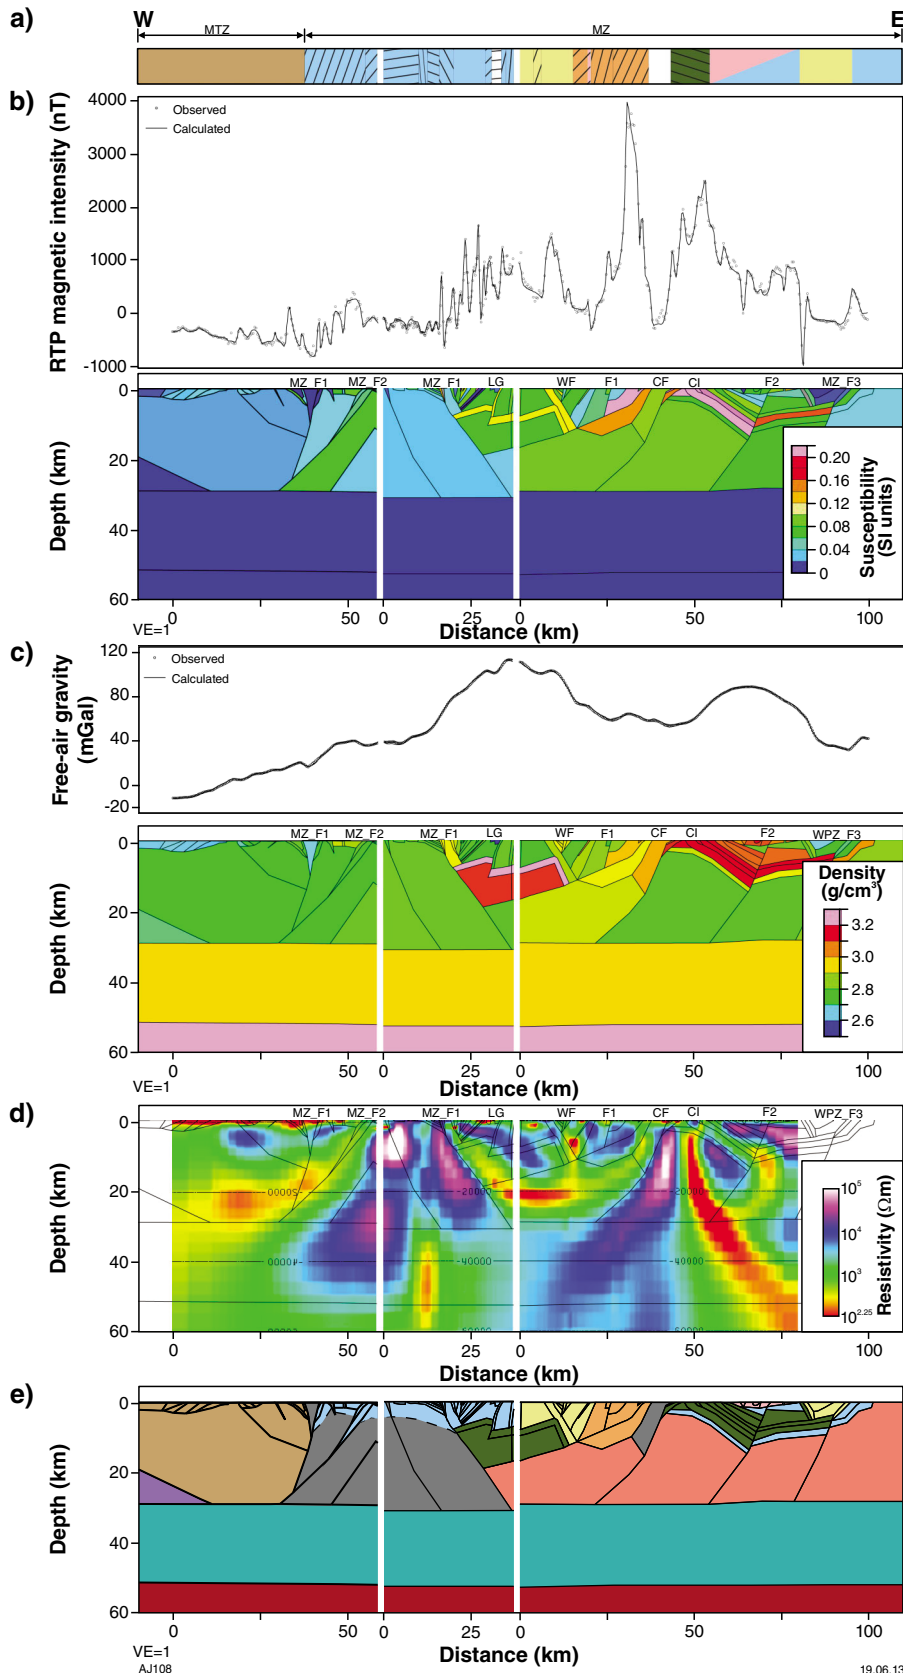 a)
W
E
MTZ
MZ
b)
RTP magnetic intensity (nT)
4000
3000
2000
1000
0
-1000
Observed
Calculated
MZ_F1
MZ_F2
MZ_F1
LG
WF
F1
CF
CI
F2
MZ_F3
Depth (km)
0
20
40
60
0.20
0.16
0.12
0.08
0.04
0
Susceptibility
(SI units)
0
50
0
25
0
50
100
VE=1
Distance (km)
c)
Free-air gravity
(mGal)
120
80
40
0
-20
Observed
Calculated
MZ_F1
MZ_F2
MZ_F1
LG
WF
F1
CF
CI
F2
WPZ_F3
Depth (km)
0
20
40
60
Density
(g/cm³)
3.2
3.0
2.8
2.6
0
50
0
25
0
50
100
VE=1
Distance (km)
d)
MZ_F1
MZ_F2
MZ_F1
LG
WF
F1
CF
CI
F2
WPZ_F3
Depth (km)
0
20
40
60
-20000
-20000
-20000
-40000
-40000
-40000
10⁵
10⁴
10³
10²·²⁵
Resistivity (Ωm)
0
50
0
25
0
50
100
Distance (km)
e)
Depth (km)
0
20
40
60
0
50
0
25
0
50
100
VE=1
Distance (km)
AJ108
19.06.13